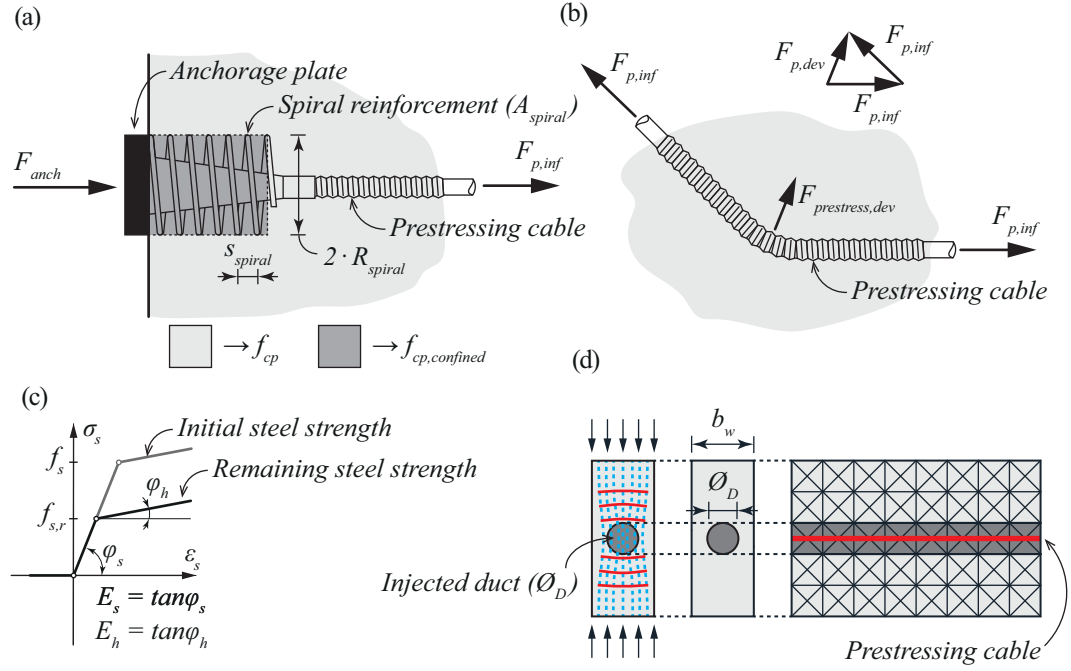 (a)
Anchorage plate
Spiral reinforcement (A_spiral)
F_anch
F_p,inf
Prestressing cable
s_spiral
2 · R_spiral
→ f_cp
→ f_cp,confined
(b)
F_p,inf
F_p,dev
F_p,inf
F_p,inf
F_prestress,dev
F_p,inf
Prestressing cable
(c)
σ_s
Initial steel strength
f_s
Remaining steel strength
φ_h
f_s,r
φ_s
ε_s
E_s = tanφ_s
E_h = tanφ_h
(d)
b_w
Ø_D
Injected duct (Ø_D)
Prestressing cable